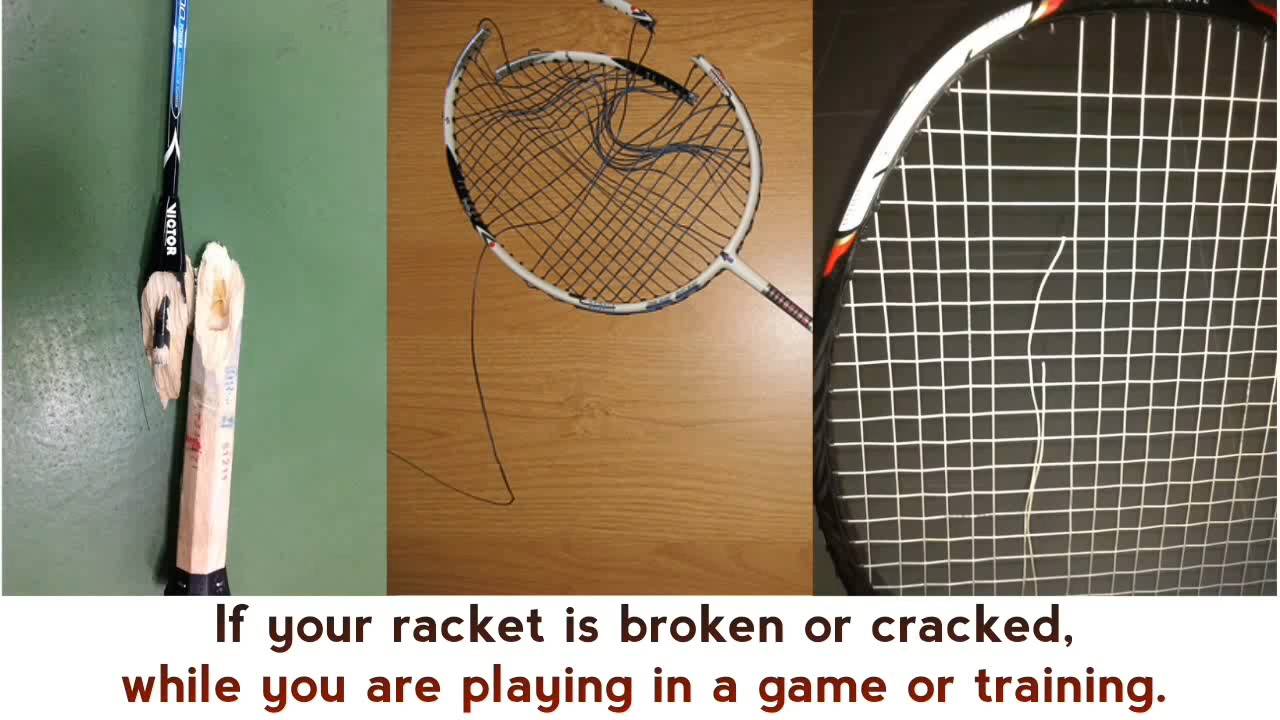 VICTOR
If your racket is broken or cracked,
while you are playing in a game or training.